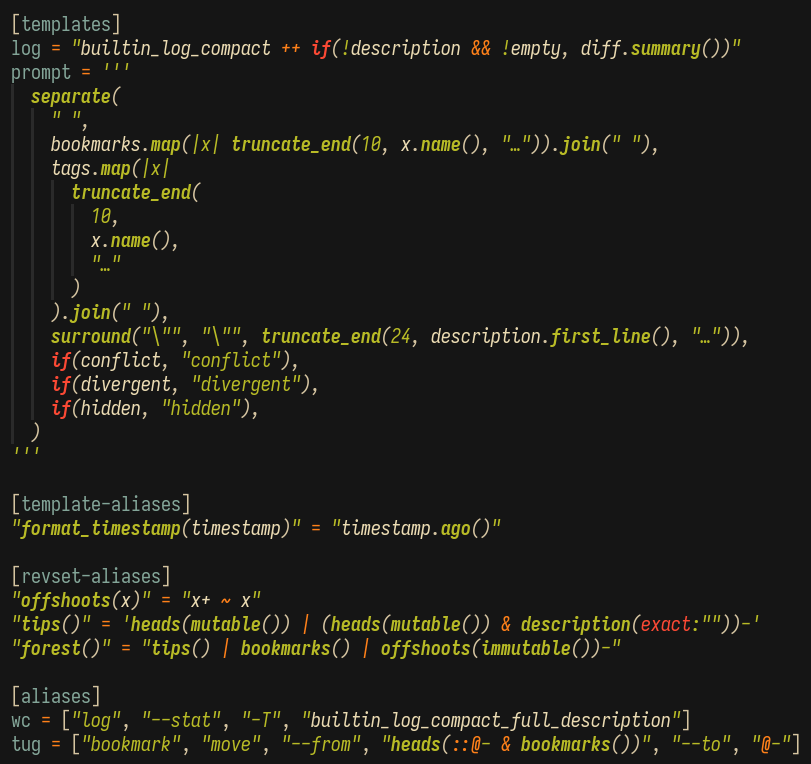 [templates]
log = "builtin_log_compact ++ if(!description && !empty, diff.summary())"
prompt = '''
  separate(
    " ",
    bookmarks.map(|x| truncate_end(10, x.name(), "…")).join(" "),
    tags.map(|x|
      truncate_end(
        10,
        x.name(),
        "…"
      )
    ).join(" "),
    surround("\"", "\"", truncate_end(24, description.first_line(), "…")),
    if(conflict, "conflict"),
    if(divergent, "divergent"),
    if(hidden, "hidden"),
  )
'''

[template-aliases]
"format_timestamp(timestamp)" = "timestamp.ago()"

[revset-aliases]
"offshoots(x)" = "x+ ~ x"
"tips()" = 'heads(mutable()) | (heads(mutable()) & description(exact:""))-'
"forest()" = "tips() | bookmarks() | offshoots(immutable())-"

[aliases]
wc = ["log", "--stat", "-T", "builtin_log_compact_full_description"]
tug = ["bookmark", "move", "--from", "heads(::@- & bookmarks())", "--to", "@-"]